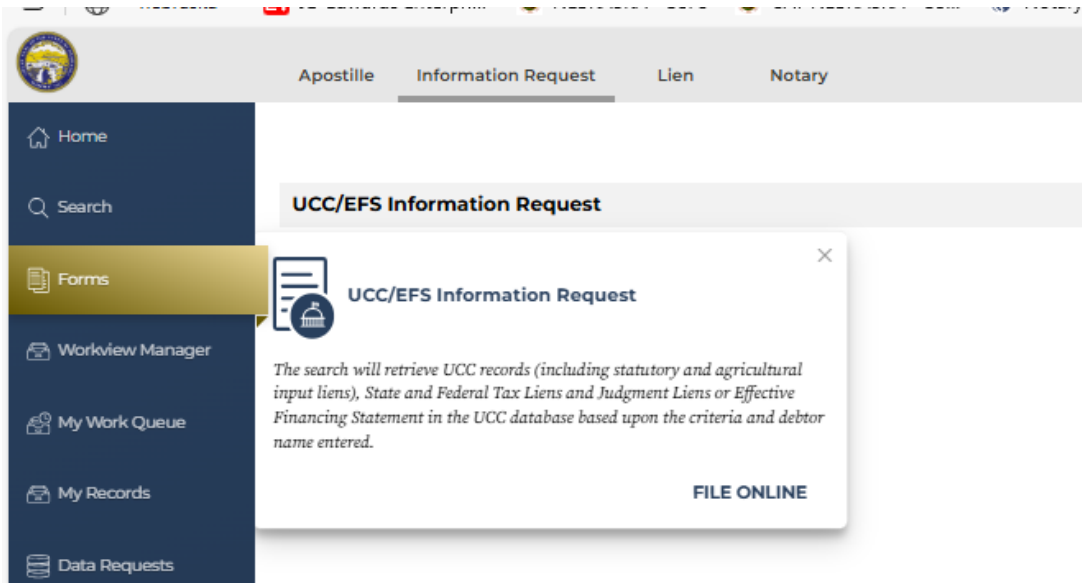 Apostille Information Request Lien Notary
Home
Search
UCC/EFS Information Request
Forms
UCC/EFS Information Request
Workview Manager
The search will retrieve UCC records (including statutory and agricultural
input liens), State and Federal Tax Liens and Judgment Liens or Effective
Financing Statement in the UCC database based upon the criteria and debtor
name entered.
My Work Queue
My Records
FILE ONLINE
Data Requests